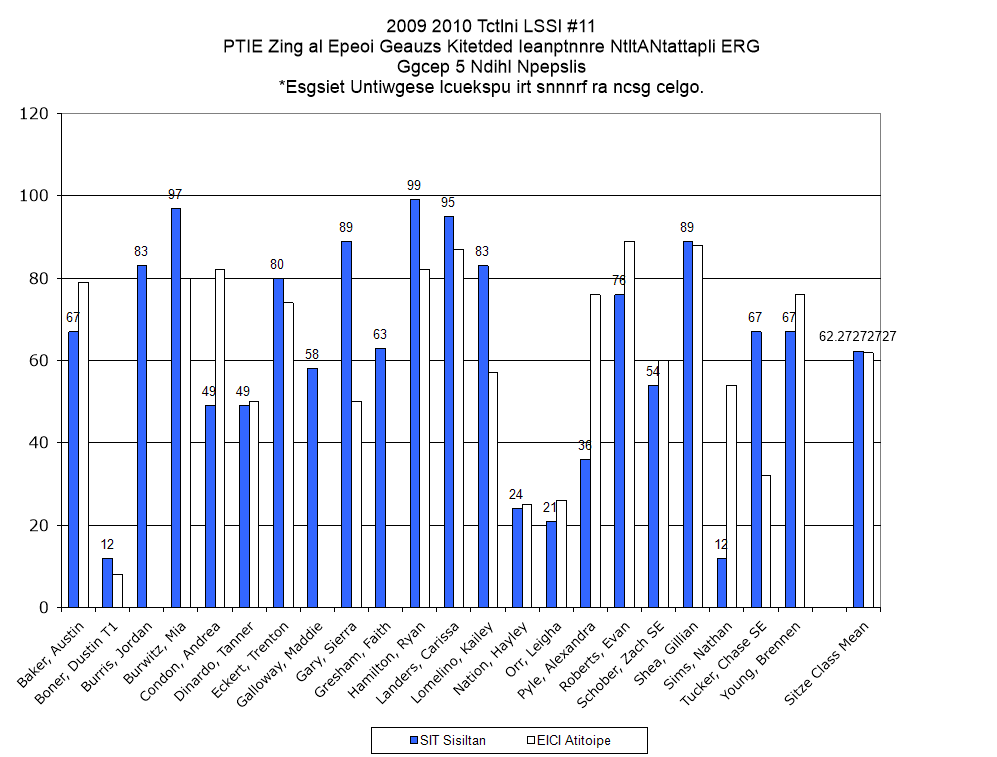 2009 2010 Tctlni LSSI #11
PTIE Zing al Epeoi Geauzs Kitetded Ieanptnnre NtltANtattapli ERG
Ggcep 5 Ndihl Npepslis
*Esgsiet Untiwgese lcuekspu irt snnnrf ra ncsg celgo.
120
100
80
60
40
20
0
67
12
83
97
49
49
80
58
89
63
99
95
83
24
21
36
76
54
89
12
67
67
62.27272727
Baker, Austin
Boner, Dustin T1
Burris, Jordan
Burwitz, Mia
Condon, Andrea
Dinardo, Tanner
Eckert, Trenton
Galloway, Maddie
Gary, Sierra
Gresham, Faith
Hamilton, Ryan
Landers, Carissa
Lomelino, Kailey
Nation, Hayley
Orr, Leigha
Pyle, Alexandra
Roberts, Evan
Schober, Zach SE
Shea, Gillian
Sims, Nathan
Tucker, Chase SE
Young, Brennen
Sitze Class Mean
SIT Sisiltan
EICI Atitoipe